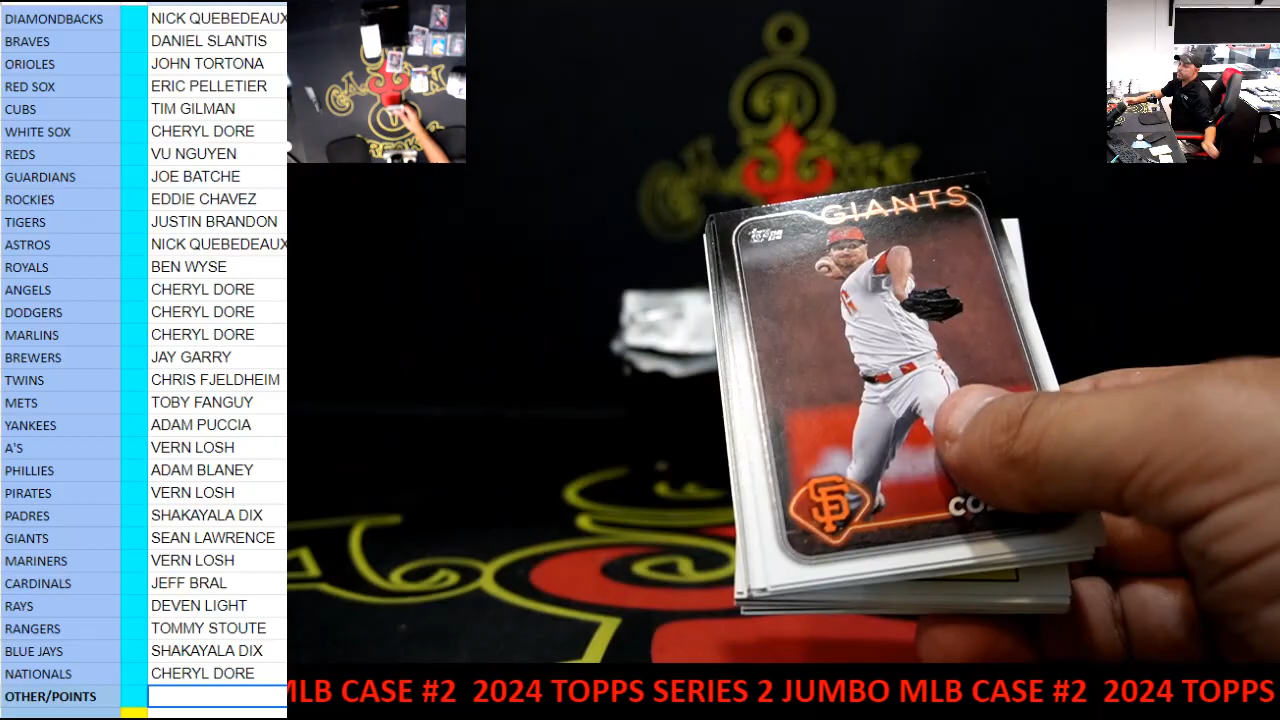 DIAMONDBACKS NICK QUEBEDEAUX
BRAVES DANIEL SLANTIS
ORIOLES JOHN TORTONA
RED SOX ERIC PELLETIER
CUBS TIM GILMAN
WHITE SOX CHERYL DORE
REDS VU NGUYEN
GUARDIANS JOE BATCHE
ROCKIES EDDIE CHAVEZ
TIGERS JUSTIN BRANDON
ASTROS NICK QUEBEDEAUX
ROYALS BEN WYSE
ANGELS CHERYL DORE
DODGERS CHERYL DORE
MARLINS CHERYL DORE
BREWERS JAY GARRY
TWINS CHRIS FJELDHEIM
METS TOBY FANGUY
YANKEES ADAM PUCCIA
A'S VERN LOSH
PHILLIES ADAM BLANEY
PIRATES VERN LOSH
PADRES SHAKAYALA DIX
GIANTS SEAN LAWRENCE
MARINERS VERN LOSH
CARDINALS JEFF BRAL
RAYS DEVEN LIGHT
RANGERS TOMMY STOUTE
BLUE JAYS SHAKAYALA DIX
NATIONALS CHERYL DORE
OTHER/POINTS
GIANTS
topps
SF
CO
MLB CASE #2 2024 TOPPS SERIES 2 JUMBO MLB CASE #2 2024 TOPPS